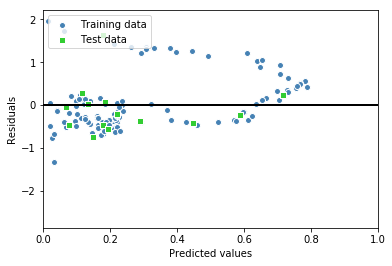 Training data
Test data
2
1
0
−1
−2
Residuals
0.0
0.2
0.4
0.6
0.8
1.0
Predicted values